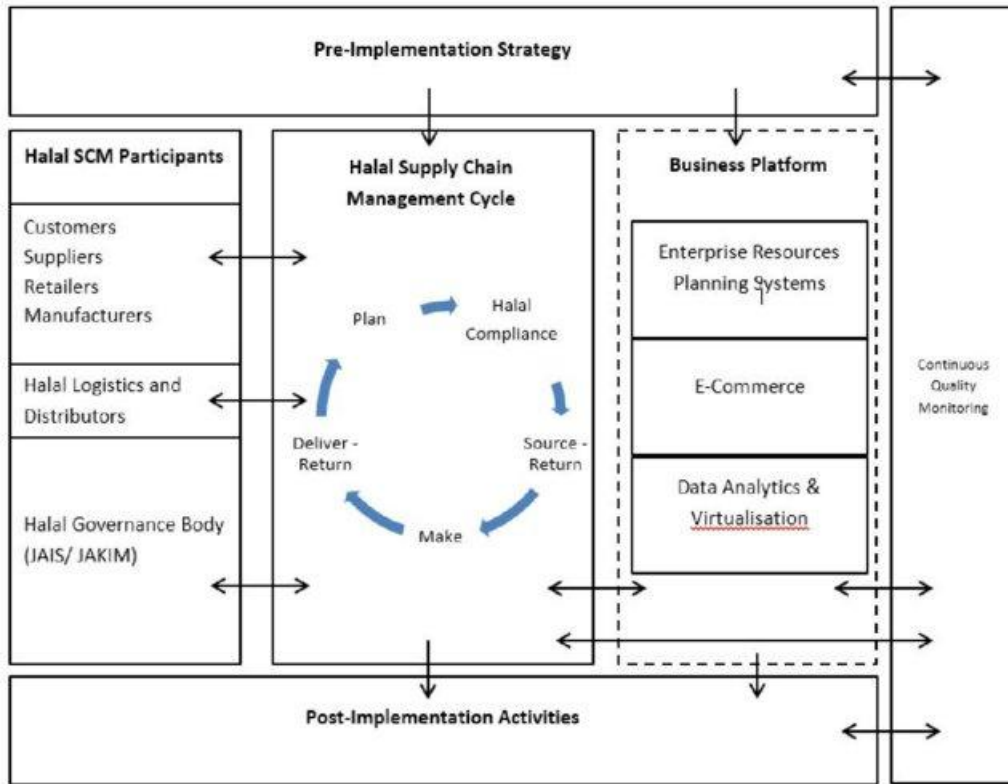 Pre-Implementation Strategy
Halal SCM Participants
Customers
Suppliers
Retailers
Manufacturers
Halal Logistics and
Distributors
Halal Governance Body
(JAIS/ JAKIM)
Halal Supply Chain
Management Cycle
Plan
Halal
Compliance
Source -
Return
Make
Deliver -
Return
Business Platform
Enterprise Resources
Planning Systems
E-Commerce
Data Analytics &
Virtualisation
Continuous
Quality
Monitoring
Post-Implementation Activities